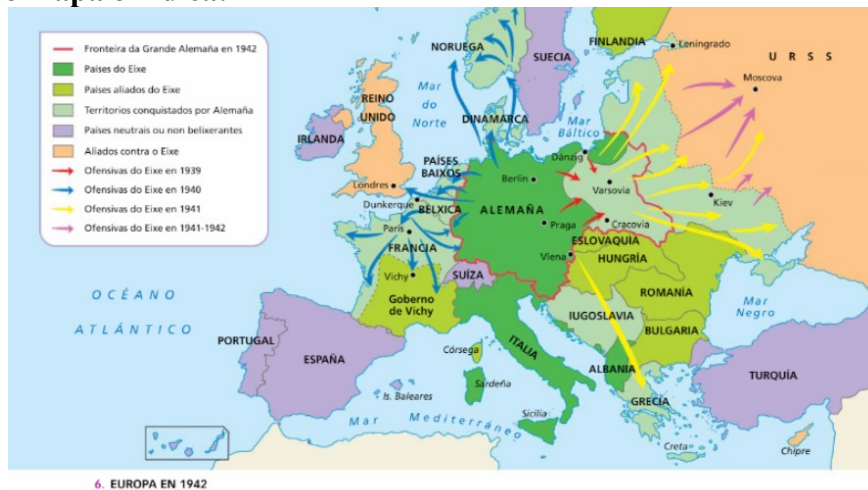 Fronteira da Grande Alemaña en 1942
Países do Eixe
Países aliados do Eixe
Territorios conquistados por Alemaña
Países neutrais ou non belixerantes
Aliados contra o Eixe
Ofensivas do Eixe en 1939
Ofensivas do Eixe en 1940
Ofensivas do Eixe en 1941
Ofensivas do Eixe en 1941-1942
NORUEGA
SUECIA
FINLANDIA
Leningrado
U R S S
Moscova
Mar
do
Norte
REINO
UNIDO
IRLANDA
DINAMARCA
Mar
Báltico
Dánzig
PAÍSES
BAIXOS
Berlín
Varsovia
Londres
Dunkerque
BÉLXICA
ALEMAÑA
Kiev
París
Praga
Cracovia
FRANCIA
ESLOVAQUIA
Viena
HUNGRÍA
Vichy
SUÍZA
Goberno
de Vichy
ROMANÍA
OCÉANO
ATLÁNTICO
IUGOSLAVIA
Mar
Negro
BULGARIA
PORTUGAL
ESPAÑA
Córsega
ITALIA
ALBANIA
TURQUÍA
Is. Baleares
Sardeña
GRECIA
Mar Mediterráneo
Sicilia
Creta
Chipre
6. EUROPA EN 1942